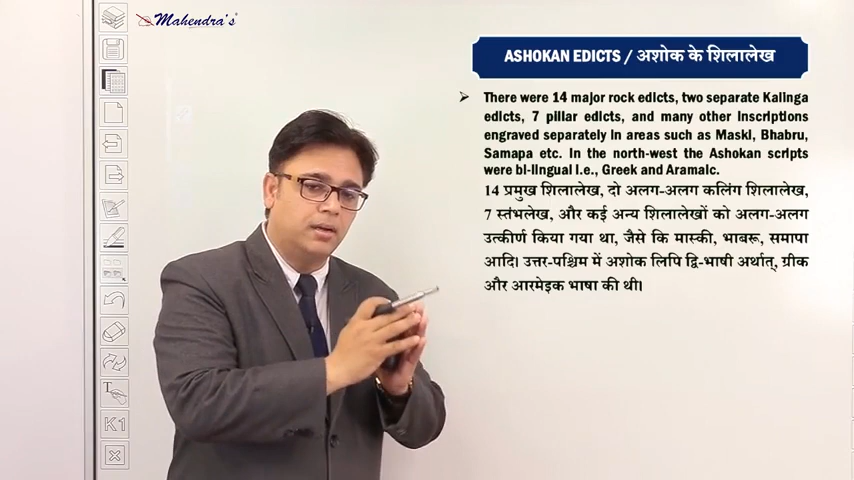 Mahendra's
ASHOKAN EDICTS / अशोक के शिलालेख
There were 14 major rock edicts, two separate Kalinga
edicts, 7 pillar edicts, and many other inscriptions
engraved separately in areas such as Maski, Bhabru,
Samapa etc. In the north-west the Ashokan scripts
were bi-lingual i.e., Greek and Aramaic.
14 प्रमुख शिलालेख, दो अलग-अलग कलिंग शिलालेख,
7 स्तंभलेख, और कई अन्य शिलालेखों को अलग-अलग
उत्कीर्ण किया गया था, जैसे कि मास्की, भाबरू, समापा
आदि। उत्तर-पश्चिम में अशोक लिपि द्वि-भाषी अर्थात्, ग्रीक
और आरमेइक भाषा की थी।
T
K1